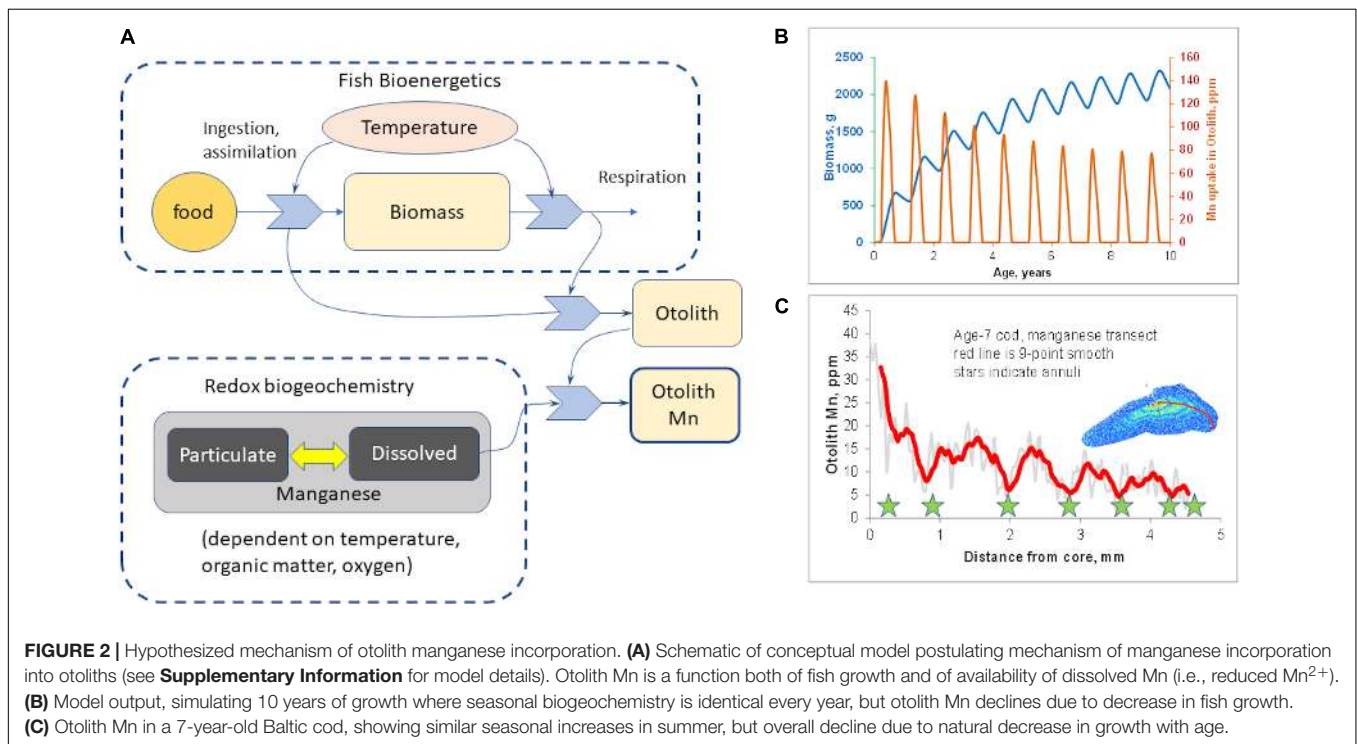 A
Fish Bioenergetics
Temperature
Ingestion,
assimilation
Respiration
food
Biomass
Otolith
Redox biogeochemistry
Otolith
Mn
Particulate
Dissolved
Manganese
(dependent on temperature,
organic matter, oxygen)
B
Biomass, g
2500
2000
1500
1000
500
0
160
140
120
100
80
60
40
20
0
Mn uptake in Otolith, ppm
0 2 4 6 8 10
Age, years
C
Otolith Mn, ppm
45
40
35
30
25
20
15
10
5
0
Age-7 cod, manganese transect
red line is 9-point smooth
stars indicate annuli
0 1 2 3 4 5
Distance from core, mm
FIGURE 2 | Hypothesized mechanism of otolith manganese incorporation. (A) Schematic of conceptual model postulating mechanism of manganese incorporation
into otoliths (see Supplementary Information for model details). Otolith Mn is a function both of fish growth and of availability of dissolved Mn (i.e., reduced Mn²⁺).
(B) Model output, simulating 10 years of growth where seasonal biogeochemistry is identical every year, but otolith Mn declines due to decrease in fish growth.
(C) Otolith Mn in a 7-year-old Baltic cod, showing similar seasonal increases in summer, but overall decline due to natural decrease in growth with age.